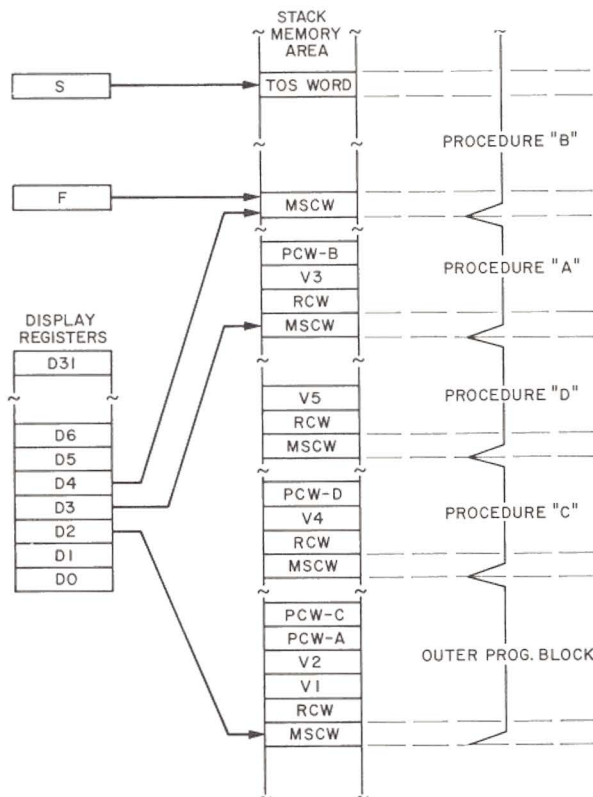 STACK
MEMORY
AREA
S
TOS WORD
PROCEDURE "B"
F
MSCW
PCW-B
V3
RCW
MSCW
PROCEDURE "A"
DISPLAY
REGISTERS
D31
D6
D5
D4
D3
D2
D1
D0
V5
RCW
MSCW
PROCEDURE "D"
PCW-D
V4
RCW
MSCW
PROCEDURE "C"
PCW-C
PCW-A
V2
V1
RCW
MSCW
OUTER PROG. BLOCK